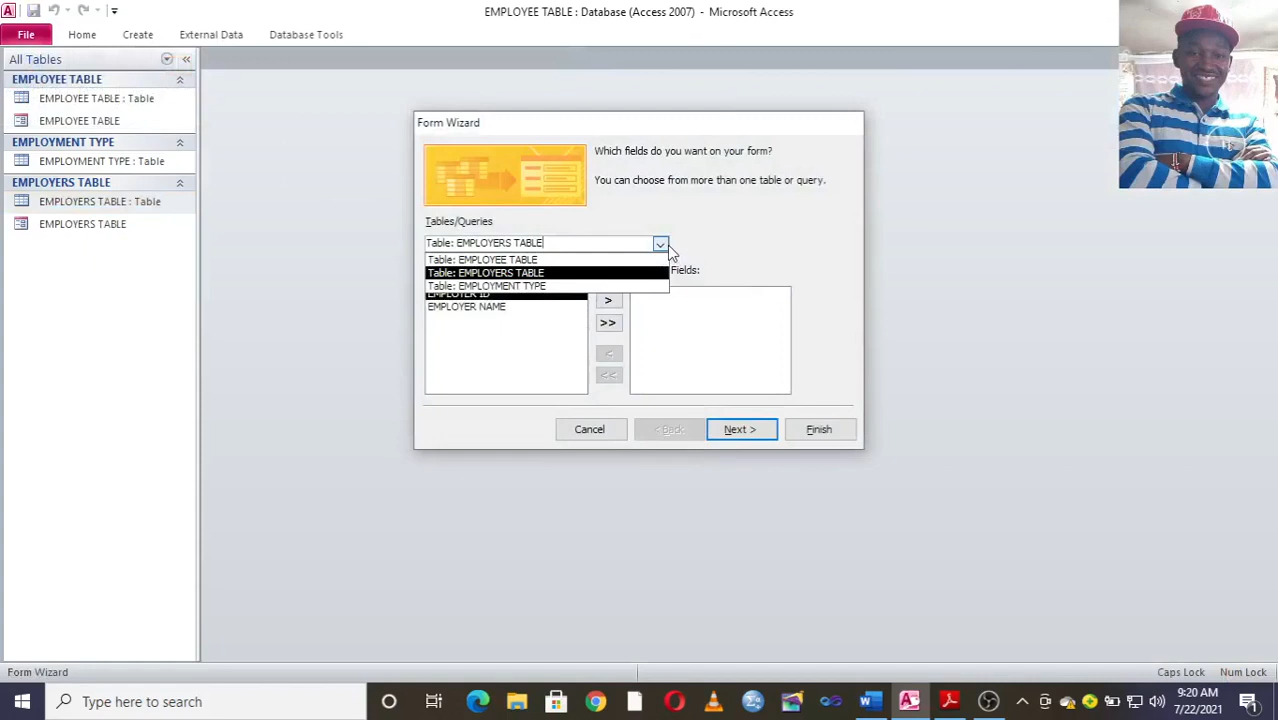 EMPLOYEE TABLE : Database (Access 2007) - Microsoft Access
File Home Create External Data Database Tools
All Tables
EMPLOYEE TABLE
EMPLOYEE TABLE : Table
EMPLOYEE TABLE
EMPLOYMENT TYPE
EMPLOYMENT TYPE : Table
EMPLOYERS TABLE
EMPLOYERS TABLE : Table
EMPLOYERS TABLE
Form Wizard
Which fields do you want on your form?
You can choose from more than one table or query.
Tables/Queries
Table: EMPLOYERS TABLE
Table: EMPLOYEE TABLE
Table: EMPLOYERS TABLE
Table: EMPLOYMENT TYPE
Fields:
EMPLOYER ID
EMPLOYER NAME
>
>>
<
<<
Cancel < Back Next > Finish
Form Wizard Caps Lock Num Lock
Type here to search
9:20 AM
7/22/2021